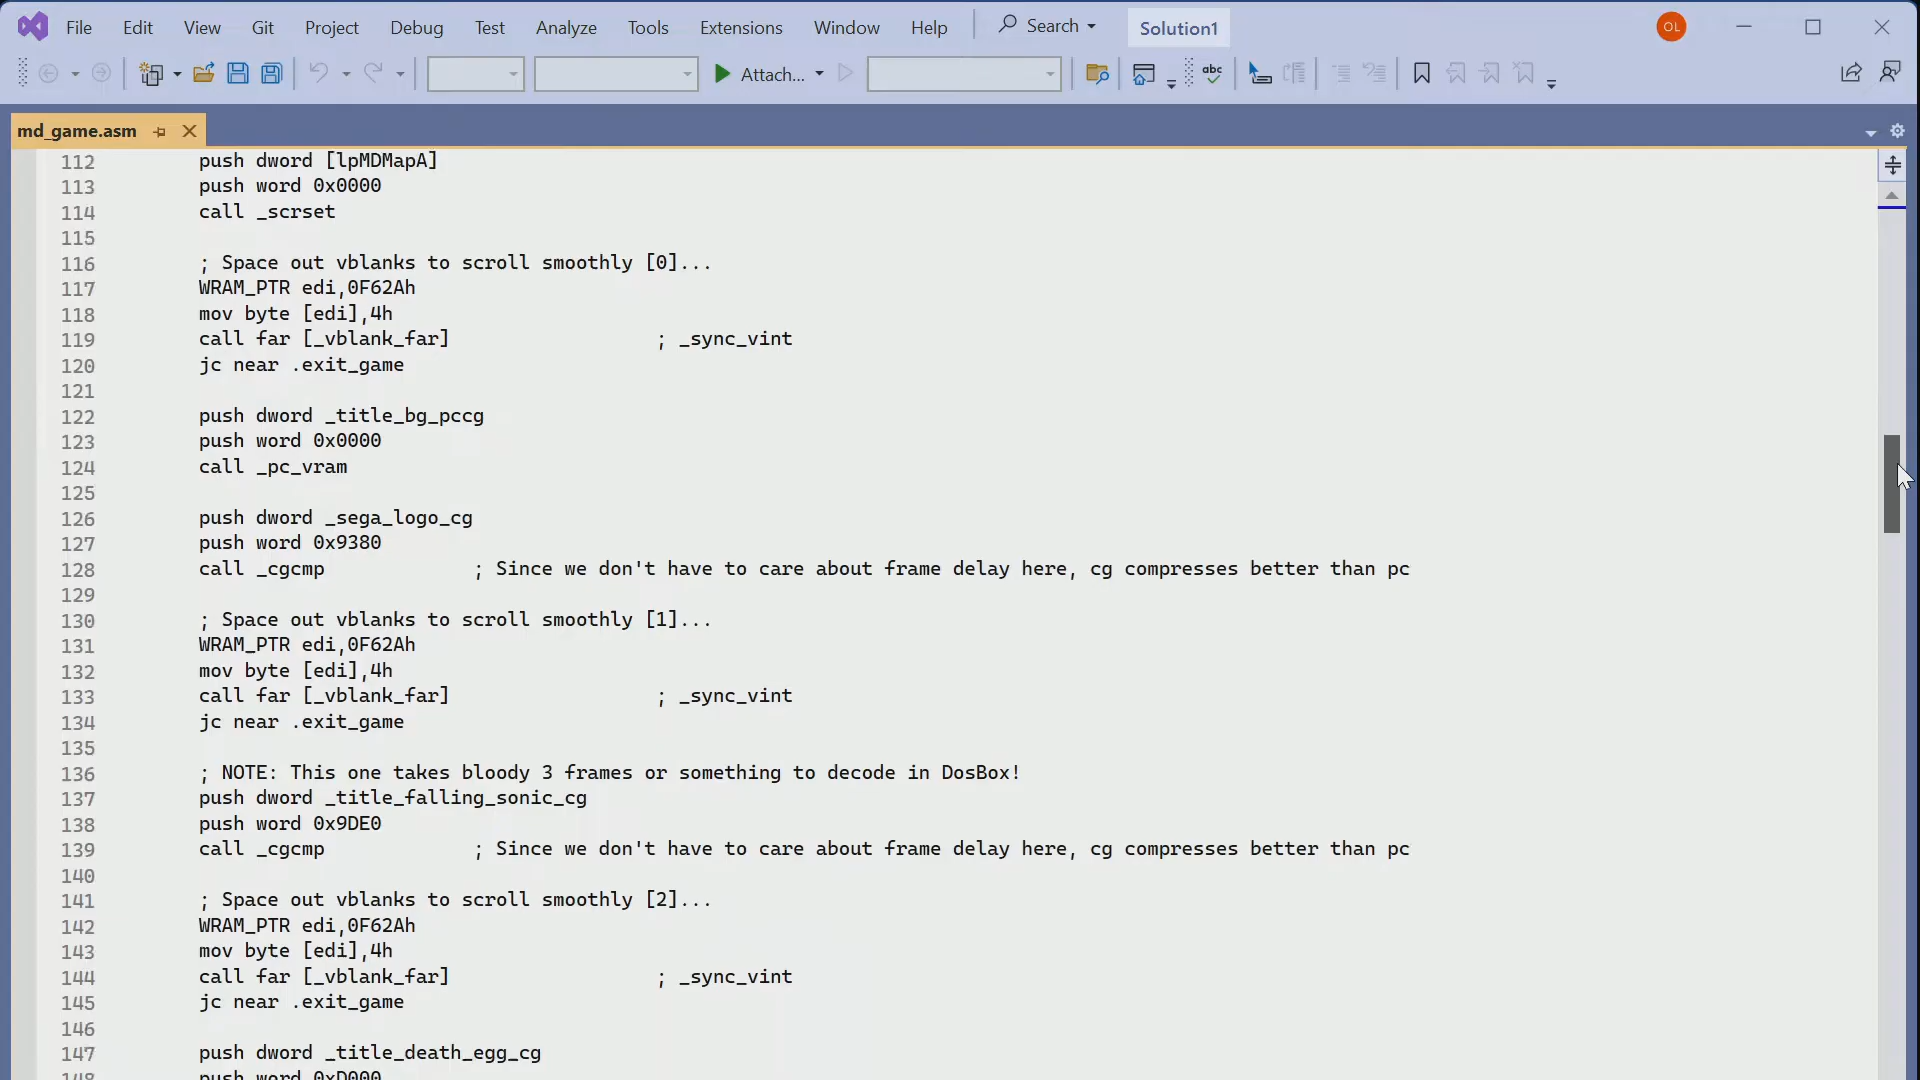 File Edit View Git Project Debug Test Analyze Tools Extensions Window Help Search Solution1 OL
Attach... abc
md_game.asm
112 push dword [lpMDMapA]
113 push word 0x0000
114 call _scrset
115
116 ; Space out vblanks to scroll smoothly [0]...
117 WRAM_PTR edi,0F62Ah
118 mov byte [edi],4h
119 call far [_vblank_far] ; _sync_vint
120 jc near .exit_game
121
122 push dword _title_bg_pccg
123 push word 0x0000
124 call _pc_vram
125
126 push dword _sega_logo_cg
127 push word 0x9380
128 call _cgcmp ; Since we don't have to care about frame delay here, cg compresses better than pc
129
130 ; Space out vblanks to scroll smoothly [1]...
131 WRAM_PTR edi,0F62Ah
132 mov byte [edi],4h
133 call far [_vblank_far] ; _sync_vint
134 jc near .exit_game
135
136 ; NOTE: This one takes bloody 3 frames or something to decode in DosBox!
137 push dword _title_falling_sonic_cg
138 push word 0x9DE0
139 call _cgcmp ; Since we don't have to care about frame delay here, cg compresses better than pc
140
141 ; Space out vblanks to scroll smoothly [2]...
142 WRAM_PTR edi,0F62Ah
143 mov byte [edi],4h
144 call far [_vblank_far] ; _sync_vint
145 jc near .exit_game
146
147 push dword _title_death_egg_cg
148 push word 0xD000